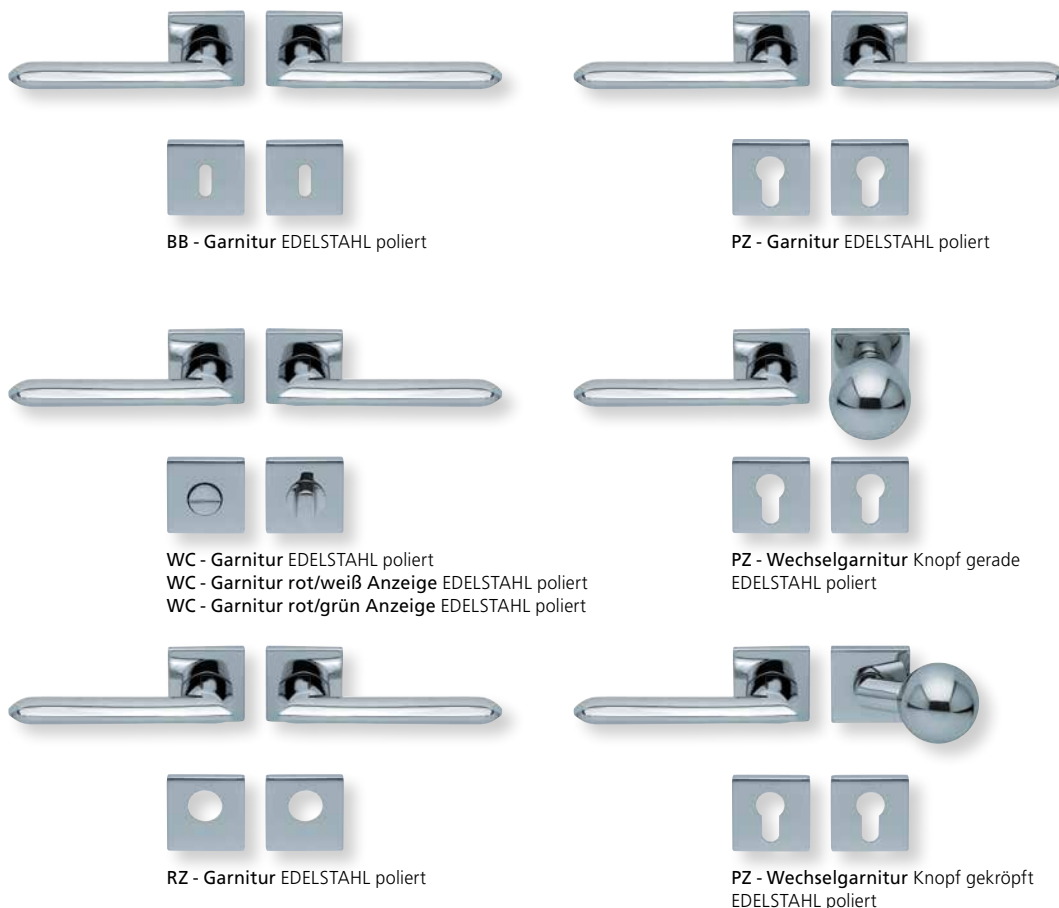 BB - Garnitur EDELSTAHL poliert
PZ - Garnitur EDELSTAHL poliert
WC - Garnitur EDELSTAHL poliert
WC - Garnitur rot/weiß Anzeige EDELSTAHL poliert
WC - Garnitur rot/grün Anzeige EDELSTAHL poliert
PZ - Wechselgarnitur Knopf gerade
EDELSTAHL poliert
RZ - Garnitur EDELSTAHL poliert
PZ - Wechselgarnitur Knopf gekröpft
EDELSTAHL poliert